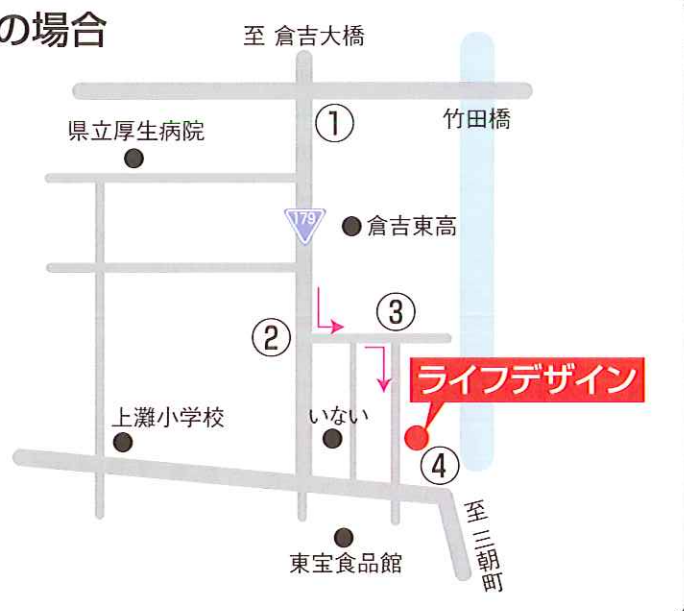 の場合
至 倉吉大橋
①
竹田橋
県立厚生病院
179
倉吉東高
③
②
ライフデザイン
上灘小学校
いない
④
至 三朝町
東宝食品館